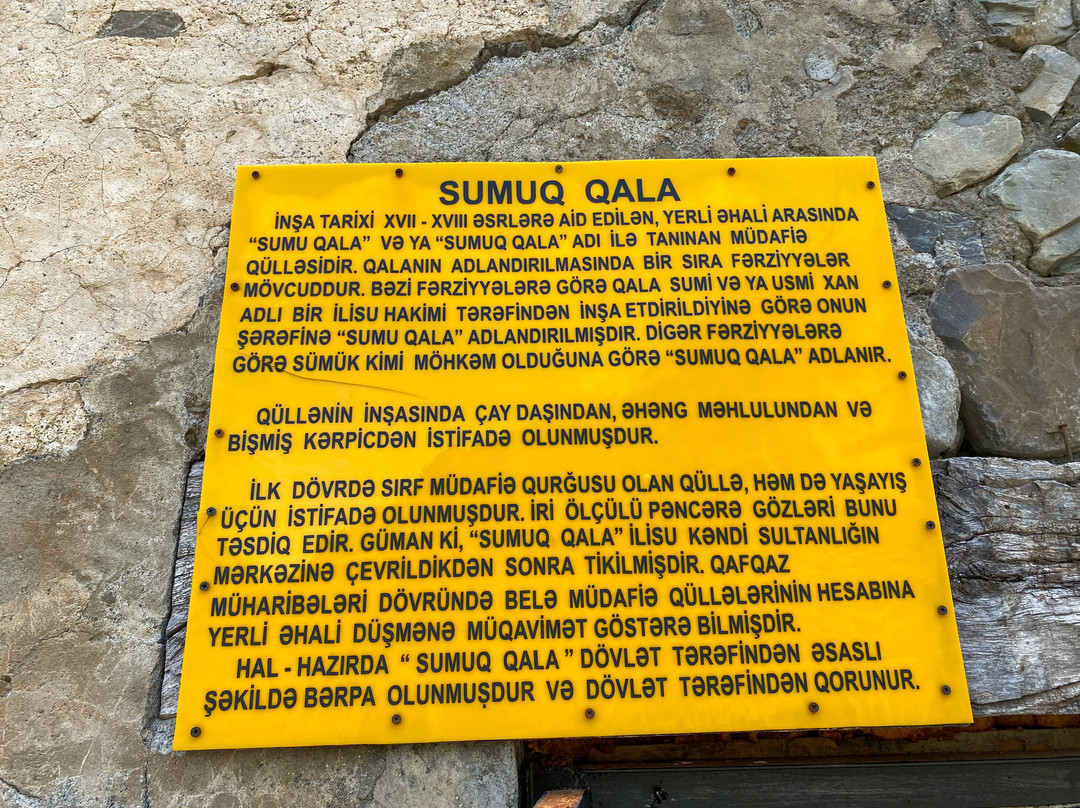 SUMUQ QALA
İNŞA TARİXİ XVII - XVIII ƏSRLƏRƏ AİD EDİLƏN, YERLİ ƏHALİ ARASINDA
“SUMU QALA” VƏ YA “SUMUQ QALA” ADI İLƏ TANINAN MÜDAFİƏ
QÜLLƏSİDİR. QALANIN ADLANDIRILMASINDA BİR SIRA FƏRZİYYƏLƏR
MÖVCUDDUR. BƏZİ FƏRZİYYƏLƏRƏ GÖRƏ QALA SUMİ VƏ YA USMİ XAN
ADLI BİR İLİSU HAKİMİ TƏRƏFİNDƏN İNŞA ETDİRİLDİYİNƏ GÖRƏ ONUN
ŞƏRƏFİNƏ “SUMU QALA” ADLANDIRILMIŞDIR. DİGƏR FƏRZİYYƏLƏRƏ
GÖRƏ SÜMÜK KİMİ MÖHKƏM OLDUĞUNA GÖRƏ “SUMUQ QALA” ADLANIR.
QÜLLƏNİN İNŞASINDA ÇAY DAŞINDAN, ƏHƏNG MƏHLULUNDAN VƏ
BİŞMİŞ KƏRPİCDƏN İSTİFADƏ OLUNMUŞDUR.
İLK DÖVRDƏ SIRF MÜDAFİƏ QURĞUSU OLAN QÜLLƏ, HƏM DƏ YAŞAYIŞ
ÜÇÜN İSTİFADƏ OLUNMUŞDUR. İRİ ÖLÇÜLÜ PƏNCƏRƏ GÖZLƏRİ BUNU
TƏSDİQ EDİR. GÜMAN Kİ, “SUMUQ QALA” İLİSU KƏNDİ SULTANLIĞIN
MƏRKƏZİNƏ ÇEVRİLDİKDƏN SONRA TİKİLMİŞDİR. QAFQAZ
MÜHARİBƏLƏRİ DÖVRÜNDƏ BELƏ MÜDAFİƏ QÜLLƏLƏRİNİN HESABINA
YERLİ ƏHALİ DÜŞMƏNƏ MÜQAVİMƏT GÖSTƏRƏ BİLMİŞDİR.
HAL - HAZIRDA “ SUMUQ QALA ” DÖVLƏT TƏRƏFİNDƏN ƏSASLI
ŞƏKİLDƏ BƏRPA OLUNMUŞDUR VƏ DÖVLƏT TƏRƏFİNDƏN QORUNUR.